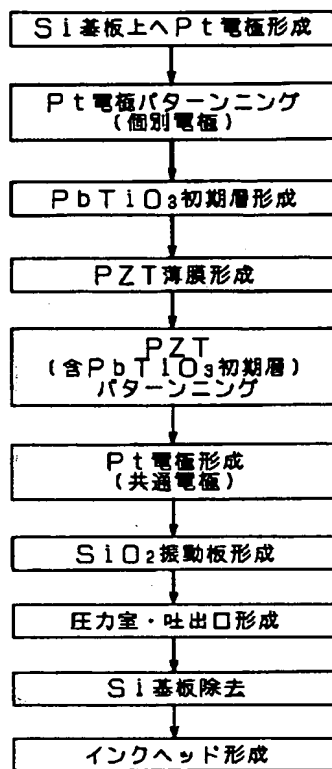 Si基板上へPt電極形成
Pt電極パターンニング
(個別電極)
PbTiO₃初期層形成
PZT薄膜形成
PZT
(含PbTiO₃初期層)
パターンニング
Pt電極形成
(共通電極)
SiO₂振動板形成
圧力室・吐出口形成
Si基板除去
インクヘッド形成